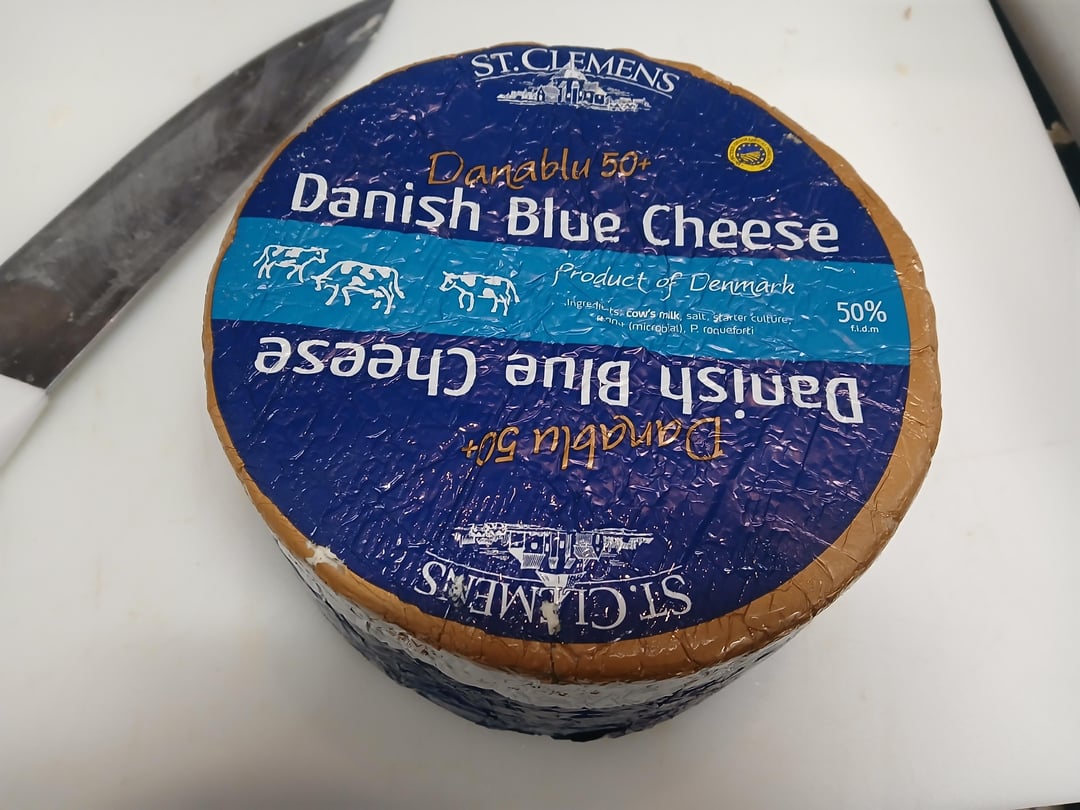 ST. CLEMENS
Danablu 50+
Danish Blue Cheese
Product of Denmark
Ingredients: cow's milk, salt, starter culture,
(microbial), P. roqueforti
50%
f.i.d.m
Danish Blue Cheese
Danablu 50+
ST. CLEMENS